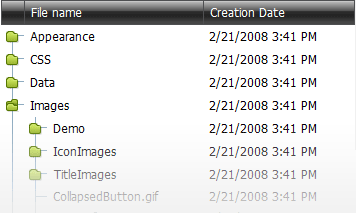 File name Creation Date
Appearance 2/21/2008 3:41 PM
CSS 2/21/2008 3:41 PM
Data 2/21/2008 3:41 PM
Images 2/21/2008 3:41 PM
Demo 2/21/2008 3:41 PM
IconImages 2/21/2008 3:41 PM
TitleImages 2/21/2008 3:41 PM
CollapsedButton.gif 2/21/2008 3:41 PM